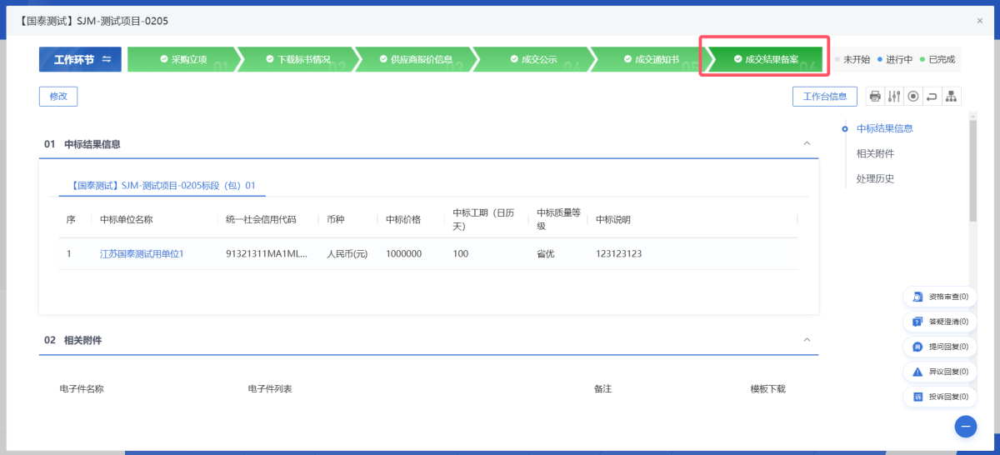 【国泰测试】SJM-测试项目-0205
×
工作环节
采购立项 01
下载标书情况 02
供应商报价信息 03
成交公示 04
成交通知书 05
成交结果备案 06
未开始 进行中 已完成
修改
工作台信息
中标结果信息
相关附件
处理历史
01 中标结果信息
【国泰测试】SJM-测试项目-0205标段（包）01
序 中标单位名称 统一社会信用代码 币种 中标价格 中标工期（日历天） 中标质量等级 中标说明
1 江苏国泰测试用单位1 91321311MA1ML... 人民币(元) 1000000 100 省优 123123123
02 相关附件
电子件名称 电子件列表 备注 模板下载
资格审查(0)
答疑澄清(0)
提问回复(0)
异议回复(0)
投诉回复(0)